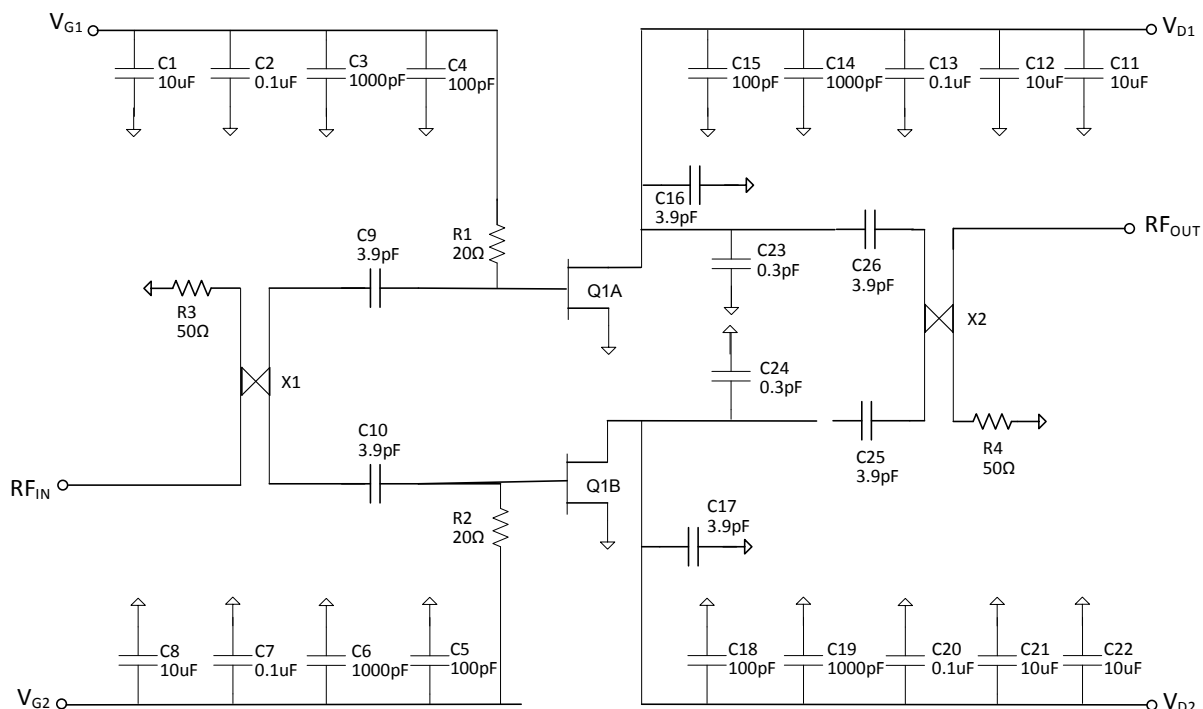 VG1
C1
10uF
C2
0.1uF
C3
1000pF
C4
100pF
C15
100pF
C14
1000pF
C13
0.1uF
C12
10uF
C11
10uF
VD1
C16
3.9pF
R1
20Ω
C9
3.9pF
R3
50Ω
Q1A
C23
0.3pF
C26
3.9pF
RFOUT
X2
X1
C24
0.3pF
C10
3.9pF
C25
3.9pF
R4
50Ω
RFIN
Q1B
R2
20Ω
C17
3.9pF
C8
10uF
C7
0.1uF
C6
1000pF
C5
100pF
C18
100pF
C19
1000pF
C20
0.1uF
C21
10uF
C22
10uF
VG2
VD2